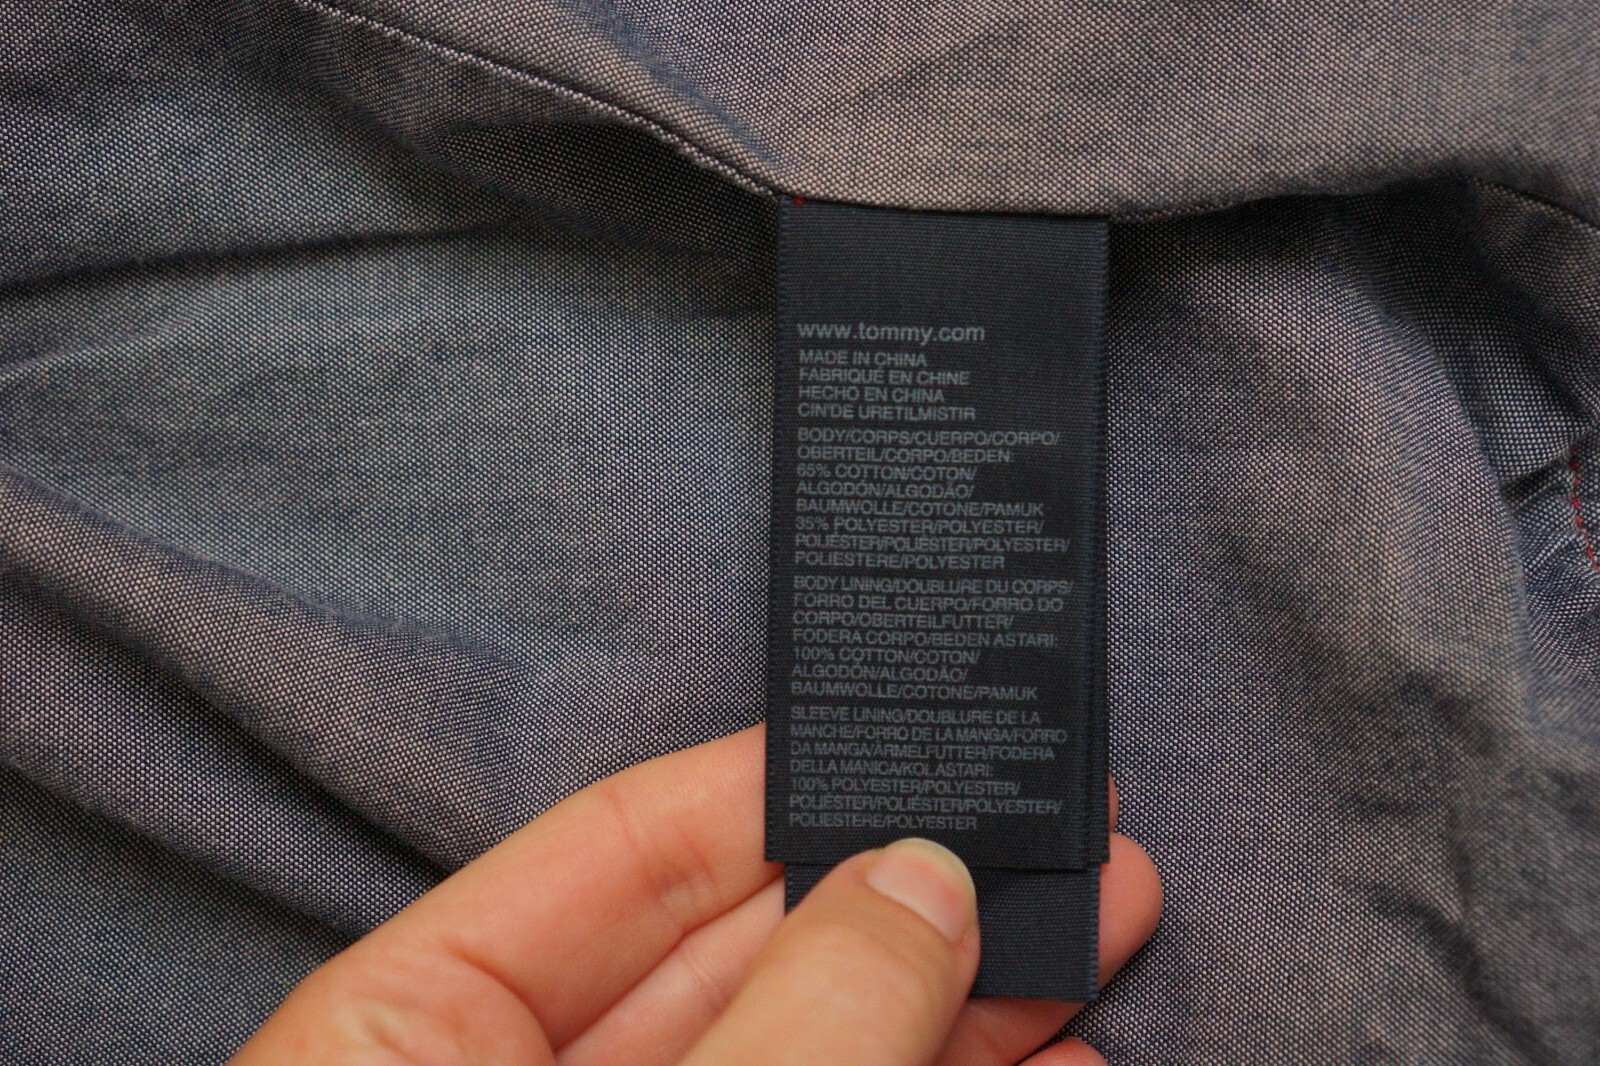 www.tommy.com
MADE IN CHINA
FABRIQUÉ EN CHINE
HECHO EN CHINA
CIN'DE URETILMISTIR
BODY/CORPS/CUERPO/CORPO/
OBERTEIL/CORPO/BEDEN:
65% COTTON/COTON/
ALGODÓN/ALGODÃO/
BAUMWOLLE/COTONE/PAMUK
35% POLYESTER/POLYESTER/
POLIÉSTER/POLIÉSTER/POLYESTER/
POLIESTERE/POLYESTER
BODY LINING/DOUBLURE DU CORPS/
FORRO DEL CUERPO/FORRO DO
CORPO/OBERTEILFUTTER/
FODERA CORPO/BEDEN ASTARI:
100% COTTON/COTON/
ALGODÓN/ALGODÃO/
BAUMWOLLE/COTONE/PAMUK
SLEEVE LINING/DOUBLURE DE LA
MANCHE/FORRO DE LA MANGA/FORRO
DA MANGA/ÄRMELFUTTER/FODERA
DELLA MANICA/KOL ASTARI:
100% POLYESTER/POLYESTER/
POLIÉSTER/POLIÉSTER/POLYESTER/
POLIESTERE/POLYESTER